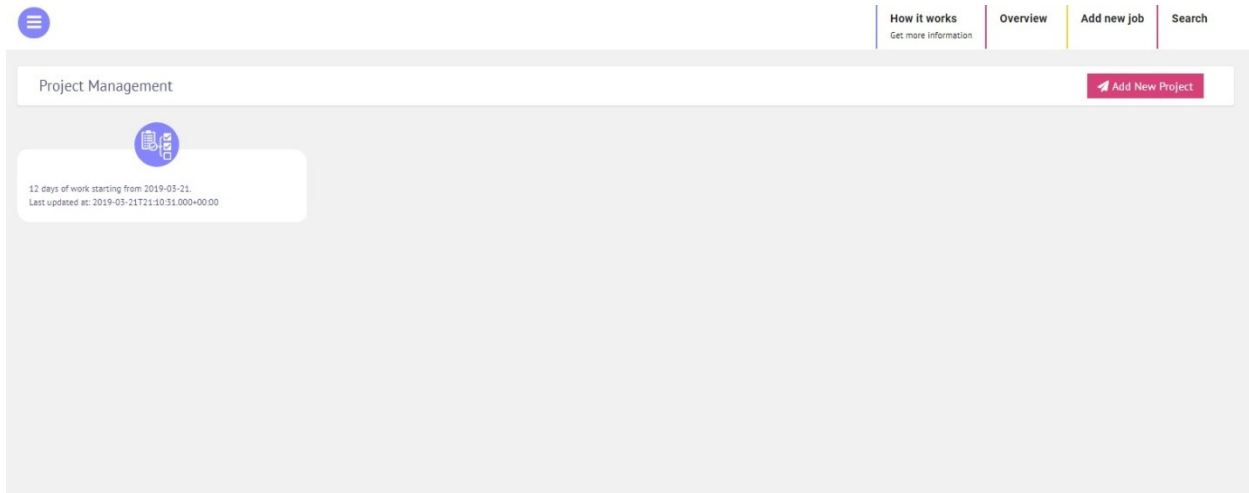 How it works
Get more information
Overview
Add new job
Search
Project Management
Add New Project
12 days of work starting from 2019-03-21.
Last updated at: 2019-03-21T21:10:31.000+00:00